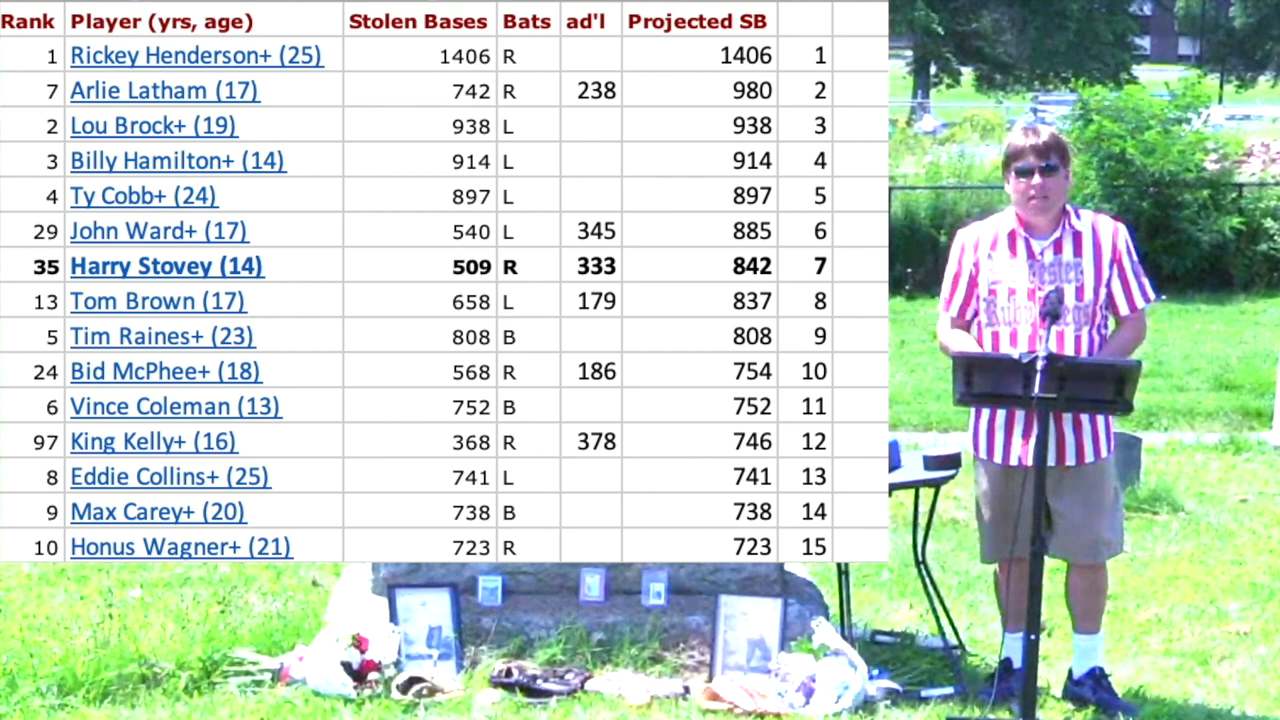 Rank Player (yrs, age) Stolen Bases Bats ad'l Projected SB
1 Rickey Henderson+ (25) 1406 R 1406 1
7 Arlie Latham (17) 742 R 238 980 2
2 Lou Brock+ (19) 938 L 938 3
3 Billy Hamilton+ (14) 914 L 914 4
4 Ty Cobb+ (24) 897 L 897 5
29 John Ward+ (17) 540 L 345 885 6
35 Harry Stovey (14) 509 R 333 842 7
13 Tom Brown (17) 658 L 179 837 8
5 Tim Raines+ (23) 808 B 808 9
24 Bid McPhee+ (18) 568 R 186 754 10
6 Vince Coleman (13) 752 B 752 11
97 King Kelly+ (16) 368 R 378 746 12
8 Eddie Collins+ (25) 741 L 741 13
9 Max Carey+ (20) 738 B 738 14
10 Honus Wagner+ (21) 723 R 723 15